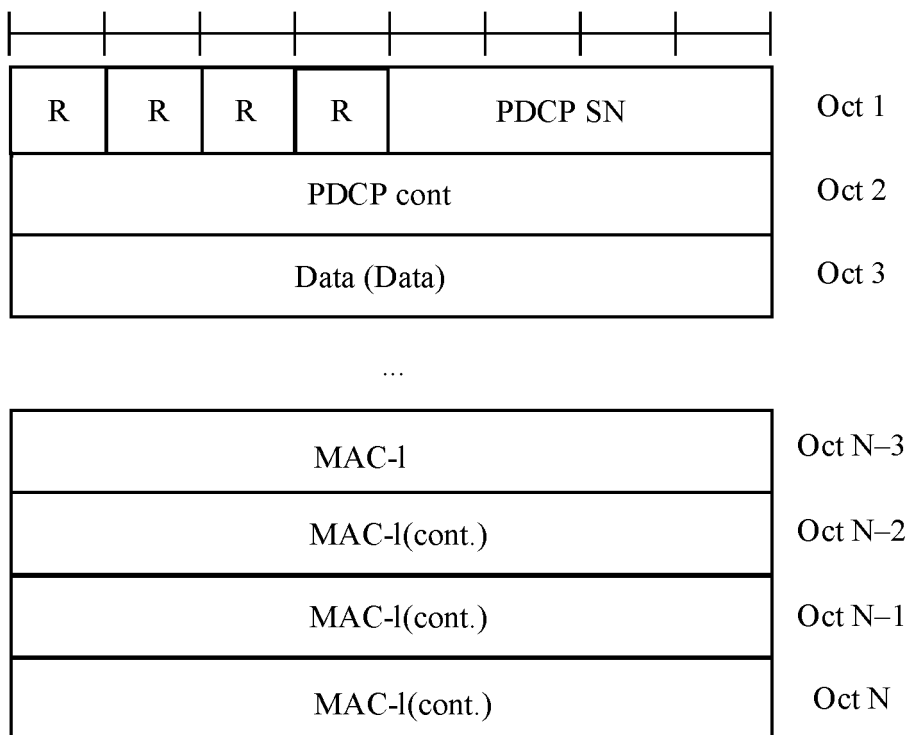 R R R R PDCP SN Oct 1
PDCP cont Oct 2
Data (Data) Oct 3
...
MAC-l Oct N–3
MAC-l(cont.) Oct N–2
MAC-l(cont.) Oct N–1
MAC-l(cont.) Oct N